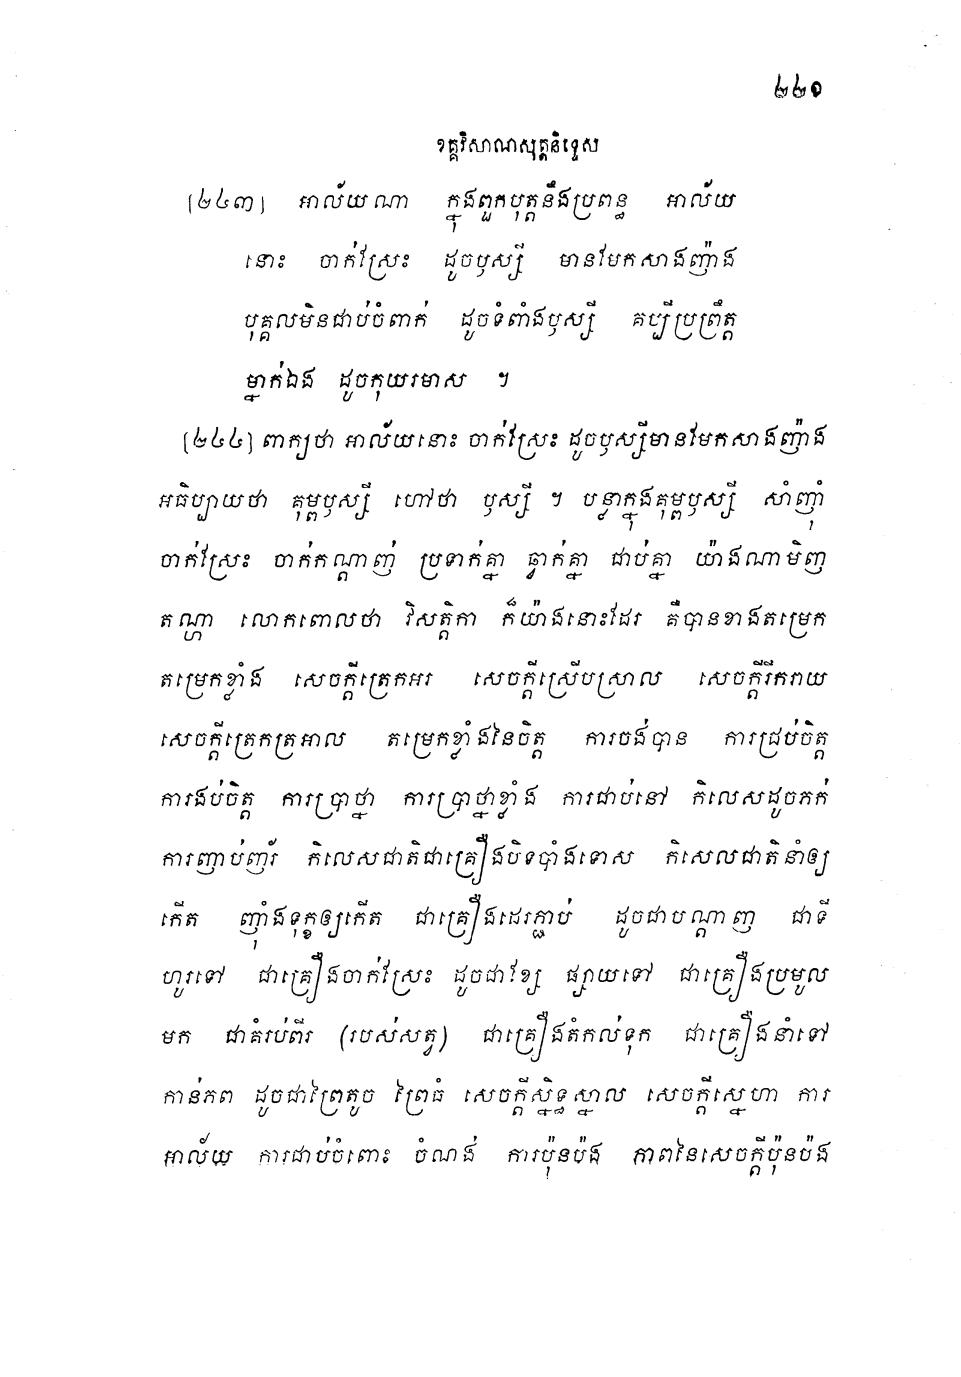 ២២១
ខគ្គវិសាណសុត្តនិទ្ទេស
[២៤៣] អាល័យណា ក្នុងពួកបុត្តនឹងប្រពន្ធ អាល័យ
នោះ ចាក់ស្រែះ ដូចឫស្សី មានមែកសាងញ៉ាង
បុគ្គលមិនជាប់ចំពាក់ ដូចទំពាំងឫស្សី គប្បីប្រព្រឹត្ត
ម្នាក់ឯង ដូចកុយរមាស ។
[២៤៤] ពាក្យថា អាល័យនោះ ចាក់ស្រែះ ដូចឫស្សីមានមែកសាងញ៉ាង
អធិប្បាយថា គុម្ពឫស្សី ហៅថា ឫស្សី ។ បន្លាក្នុងគុម្ពឫស្សី សាំញ៉ុាំ
ចាក់ស្រែះ ចាក់កណ្តាញ់ ប្រទាក់គ្នា ធ្លាក់គ្នា ជាប់គ្នា យ៉ាងណាមិញ
តណ្ហា លោកពោលថា វិសត្តិកា ក៏យ៉ាងនោះដែរ គឺបានខាងតម្រេក
តម្រេកខ្លាំង សេចក្តីត្រេកអរ សេចក្តីស្រើបស្រាល សេចក្តីរីករាយ
សេចក្តីត្រេកត្រអាល តម្រេកខ្លាំងនៃចិត្ត ការចង់បាន ការជ្រប់ចិត្ត
ការងប់ចិត្ត ការប្រាថ្នា ការប្រាថ្នាខ្លាំង ការជាប់នៅ កិលេសដូចភក់
ការញាប់ញ័រ កិលេសជាតិជាគ្រឿងបិទបាំងទោស កិសេលជាតិនាំឲ្យ
កើត ញ៉ាំងទុក្ខឲ្យកើត ជាគ្រឿងដេរភ្ជាប់ ដូចជាបណ្តាញ ជាទី
ហូរទៅ ជាគ្រឿងចាក់ស្រែះ ដូចជាខ្សែ ផ្សាយទៅ ជាគ្រឿងប្រមូល
មក ជាគំរប់ពីរ (របស់សត្វ) ជាគ្រឿងតំកល់ទុក ជាគ្រឿងនាំទៅ
កាន់ភព ដូចជាព្រៃតូច ព្រៃធំ សេចក្តីស្និទ្ធស្នាល សេចក្តីស្នេហា ការ
អាល័យ ការជាប់ចំពោះ ចំណង់ ការប៉ុនប៉ង ភាពនៃសេចក្តីប៉ុនប៉ង